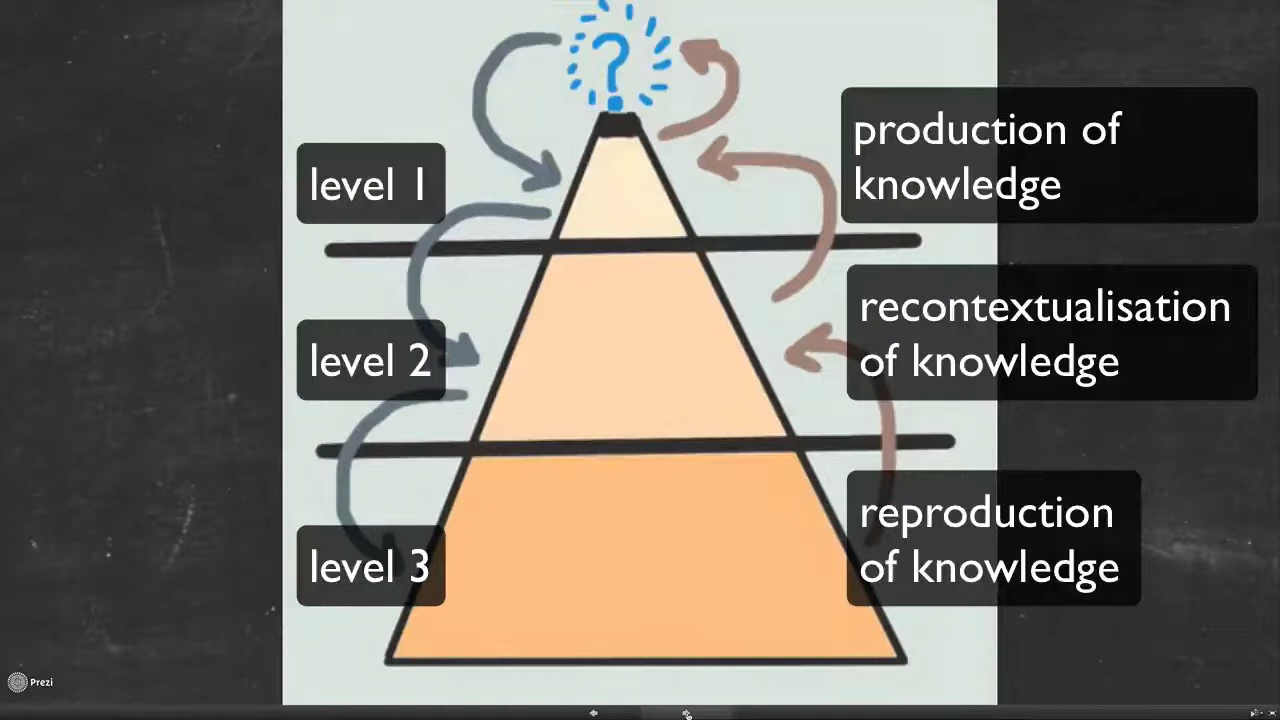 ?
level 1
production of
knowledge
level 2
recontextualisation
of knowledge
level 3
reproduction
of knowledge
Prezi